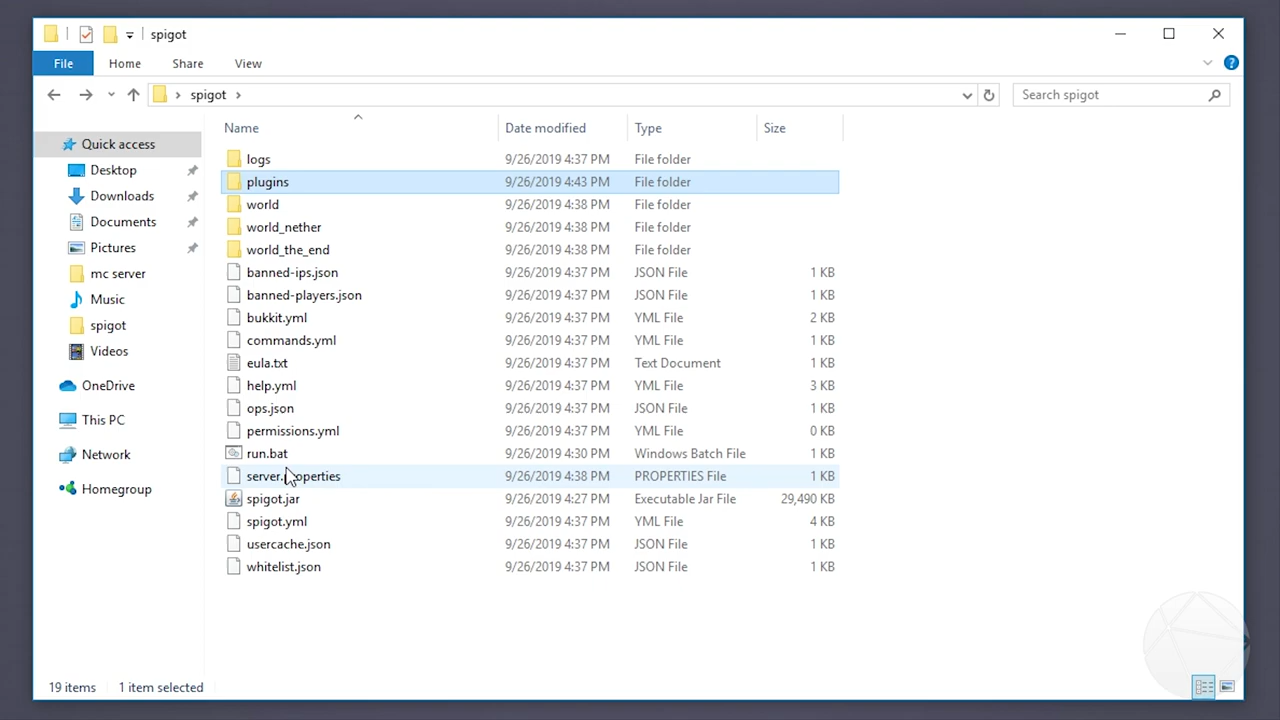 spigot
File Home Share View
spigot
Search spigot
Name Date modified Type Size
Quick access
Desktop
Downloads
Documents
Pictures
mc server
Music
spigot
Videos
OneDrive
This PC
Network
Homegroup
logs 9/26/2019 4:37 PM File folder
plugins 9/26/2019 4:43 PM File folder
world 9/26/2019 4:38 PM File folder
world_nether 9/26/2019 4:38 PM File folder
world_the_end 9/26/2019 4:38 PM File folder
banned-ips.json 9/26/2019 4:37 PM JSON File 1 KB
banned-players.json 9/26/2019 4:37 PM JSON File 1 KB
bukkit.yml 9/26/2019 4:37 PM YML File 2 KB
commands.yml 9/26/2019 4:37 PM YML File 1 KB
eula.txt 9/26/2019 4:37 PM Text Document 1 KB
help.yml 9/26/2019 4:37 PM YML File 3 KB
ops.json 9/26/2019 4:37 PM JSON File 1 KB
permissions.yml 9/26/2019 4:37 PM YML File 0 KB
run.bat 9/26/2019 4:30 PM Windows Batch File 1 KB
server.properties 9/26/2019 4:38 PM PROPERTIES File 1 KB
spigot.jar 9/26/2019 4:27 PM Executable Jar File 29,490 KB
spigot.yml 9/26/2019 4:37 PM YML File 4 KB
usercache.json 9/26/2019 4:37 PM JSON File 1 KB
whitelist.json 9/26/2019 4:37 PM JSON File 1 KB
19 items 1 item selected